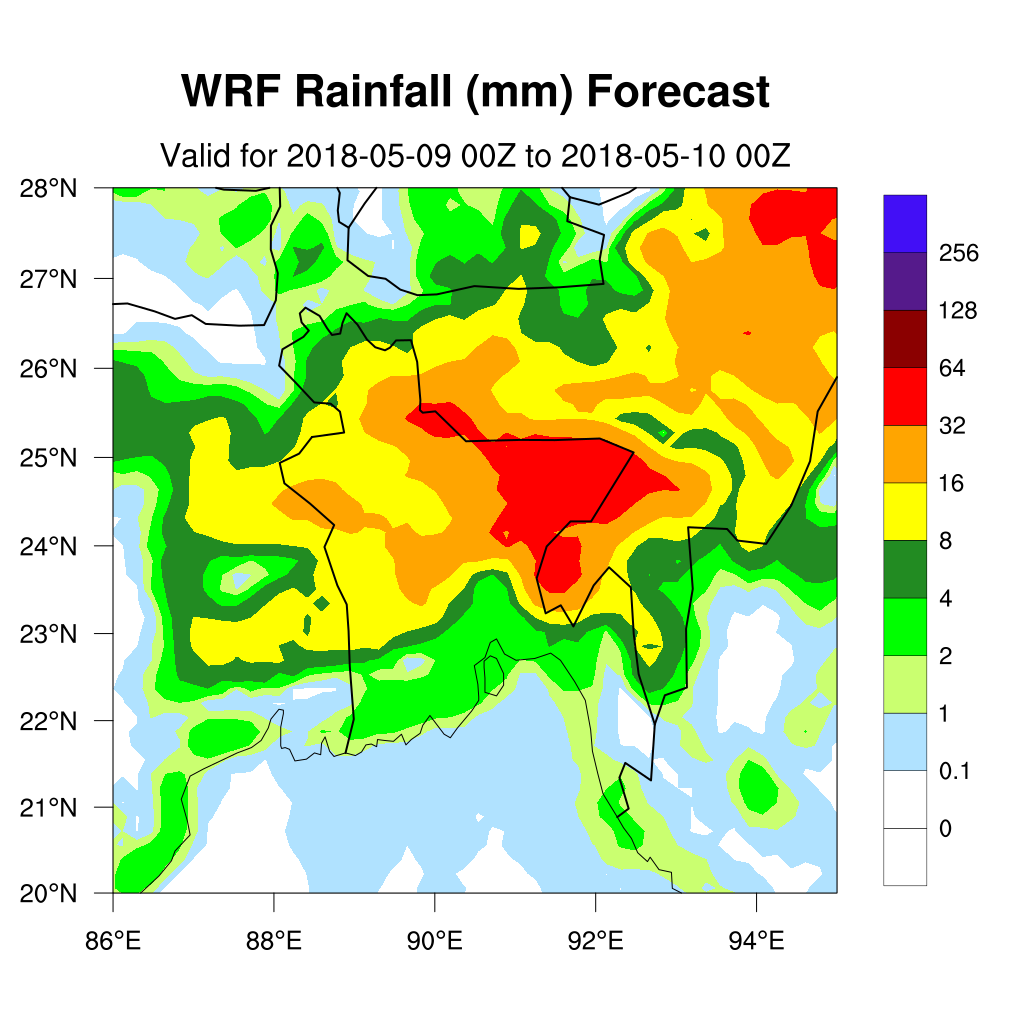 WRF Rainfall (mm) Forecast
Valid for 2018-05-09 00Z to 2018-05-10 00Z
28°N
27°N
26°N
25°N
24°N
23°N
22°N
21°N
20°N
86°E 88°E 90°E 92°E 94°E
256
128
64
32
16
8
4
2
1
0.1
0